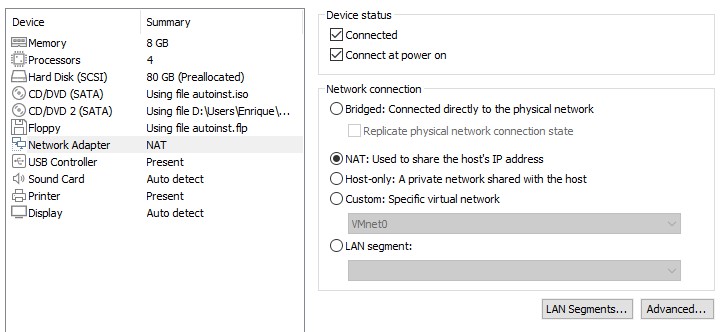 Device Summary
Memory 8 GB
Processors 4
Hard Disk (SCSI) 80 GB (Preallocated)
CD/DVD (SATA) Using file autoinst.iso
CD/DVD 2 (SATA) Using file D:\Users\Enrique\...
Floppy Using file autoinst.flp
Network Adapter NAT
USB Controller Present
Sound Card Auto detect
Printer Present
Display Auto detect
Device status
Connected
Connect at power on
Network connection
Bridged: Connected directly to the physical network
Replicate physical network connection state
NAT: Used to share the host's IP address
Host-only: A private network shared with the host
Custom: Specific virtual network
VMnet0
LAN segment:
LAN Segments... Advanced...